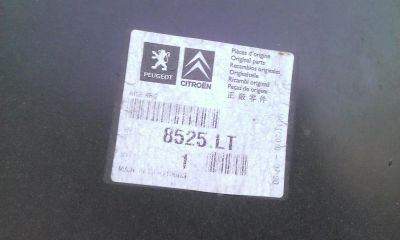 Pièces d'origine
Original parts
Recambios originales
Originalteile
Ricambi originali
Peças de origem
正廠零件
PEUGEOT
CITROËN
8525.LT
1